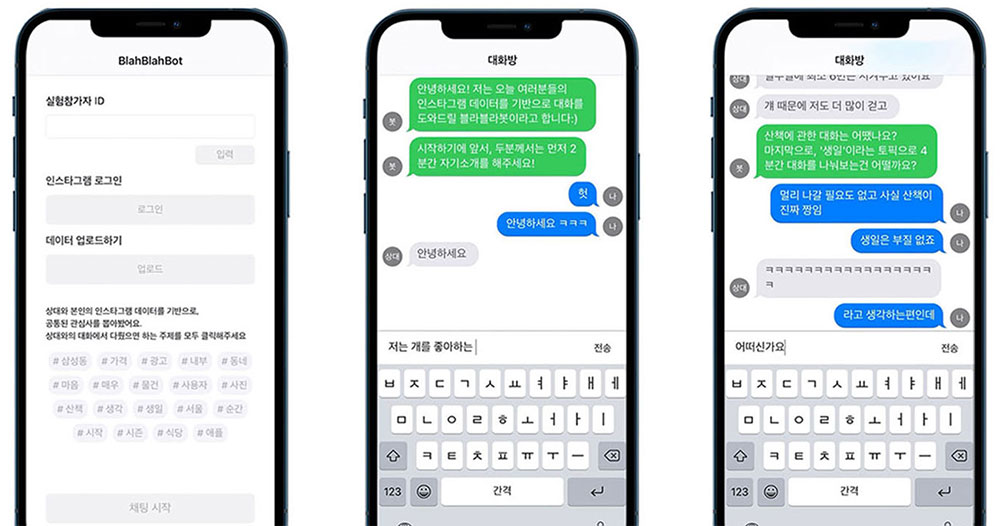 BlahBlahBot
실험참가자 ID
입력
인스타그램 로그인
로그인
데이터 업로드하기
업로드
상대와 본인의 인스타그램 데이터를 기반으로,
공통된 관심사를 뽑아봤어요.
상대와의 대화에서 다뤘으면 하는 주제를 모두 클릭해주세요
# 삼성동 # 가격 # 광고 # 내부 # 동네
# 마음 # 매우 # 물건 # 사용자 # 사진
# 산책 # 생각 # 생일 # 서울 # 순간
# 시작 # 시즌 # 식당 # 애플
채팅 시작
대화방
안녕하세요! 저는 오늘 여러분들의
인스타그램 데이터를 기반으로 대화를
도와드릴 블라블라봇이라고 합니다:)
봇
시작하기에 앞서, 두분께서는 먼저 2
분간 자기소개를 해주세요!
봇
헛
나
안녕하세요 ㅋㅋㅋ
나
상대
안녕하세요
저는 개를 좋아하는
전송
ㅂ ㅈ ㄷ ㄱ ㅅ ㅛ ㅕ ㅑ ㅐ ㅔ
ㅁ ㄴ ㅇ ㄹ ㅎ ㅗ ㅓ ㅏ ㅣ
ㅋ ㅌ ㅊ ㅍ ㅠ ㅜ ㅡ
123 간격
대화방
상대
걔 때문에 저도 더 많이 걷고
상대
산책에 관한 대화는 어땠나요?
마지막으로, '생일'이라는 토픽으로 4
분간 대화를 나눠보는건 어떨까요?
봇
멀리 나갈 필요도 없고 사실 산책이
진짜 짱임
나
생일은 부질 없죠
나
ㅋㅋㅋㅋㅋㅋㅋㅋㅋㅋㅋㅋㅋㅋㅋㅋ
ㅋ
상대
라고 생각하는편인데
나
어떠신가요
전송
ㅂ ㅈ ㄷ ㄱ ㅅ ㅛ ㅕ ㅑ ㅐ ㅔ
ㅁ ㄴ ㅇ ㄹ ㅎ ㅗ ㅓ ㅏ ㅣ
ㅋ ㅌ ㅊ ㅍ ㅠ ㅜ ㅡ
123 간격